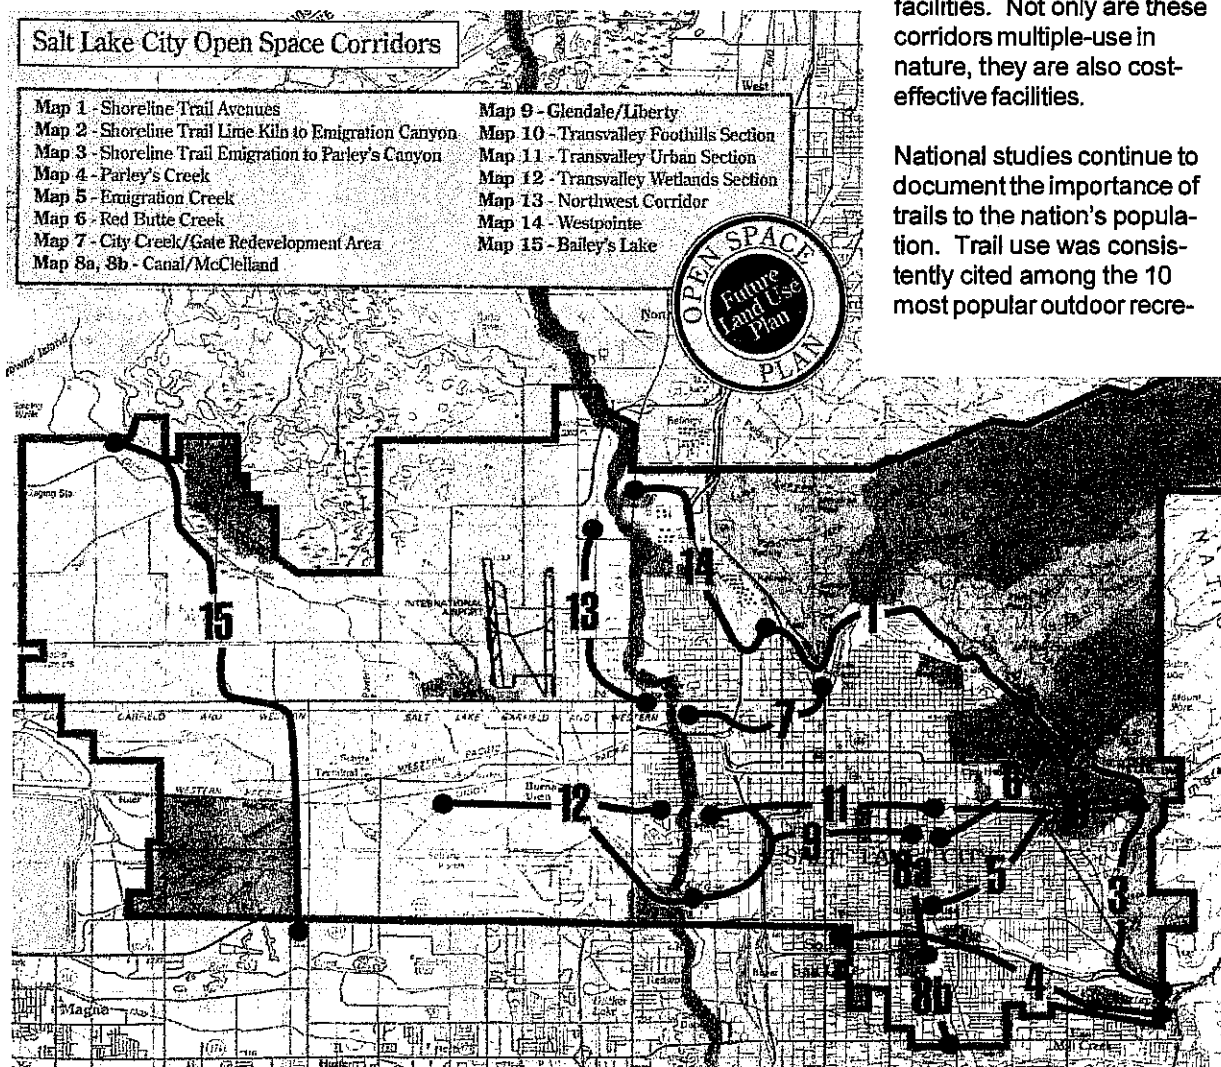 Salt Lake City Open Space Corridors
Map 1 - Shoreline Trail Avenues
Map 2 - Shoreline Trail Lime Kiln to Emigration Canyon
Map 3 - Shoreline Trail Emigration to Parley's Canyon
Map 4 - Parley's Creek
Map 5 - Emigration Creek
Map 6 - Red Butte Creek
Map 7 - City Creek/Gate Redevelopment Area
Map 8a, 8b - Canal/McClelland
Map 9 - Glendale/Liberty
Map 10 - Transvalley Foothills Section
Map 11 - Transvalley Urban Section
Map 12 - Transvalley Wetlands Section
Map 13 - Northwest Corridor
Map 14 - Westpointe
Map 15 - Bailey's Lake
OPEN SPACE
Future
Land Use
Plan
PLAN
facilities. Not only are these
corridors multiple-use in
nature, they are also cost-
effective facilities.
National studies continue to
document the importance of
trails to the nation's popula-
tion. Trail use was consis-
tently cited among the 10
most popular outdoor recre-
West
14
1
15
INTERNATIONAL
AIRPORT
13
7
GARFIELD AND WESTERN
SALT LAKE GARFIELD AND WESTERN
WESTERN PACIFIC
12
11
6
9
8a
5
3
4
8b
Magna
Mill Creek